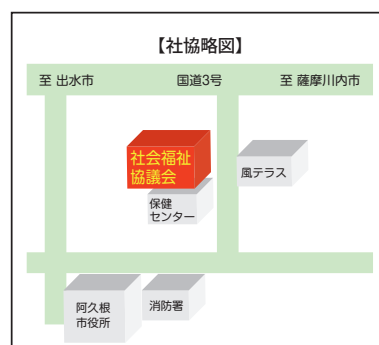 【社協略図】
至 出水市
国道3号
至 薩摩川内市
社会福祉
協議会
風テラス
保健
センター
阿久根
市役所
消防署